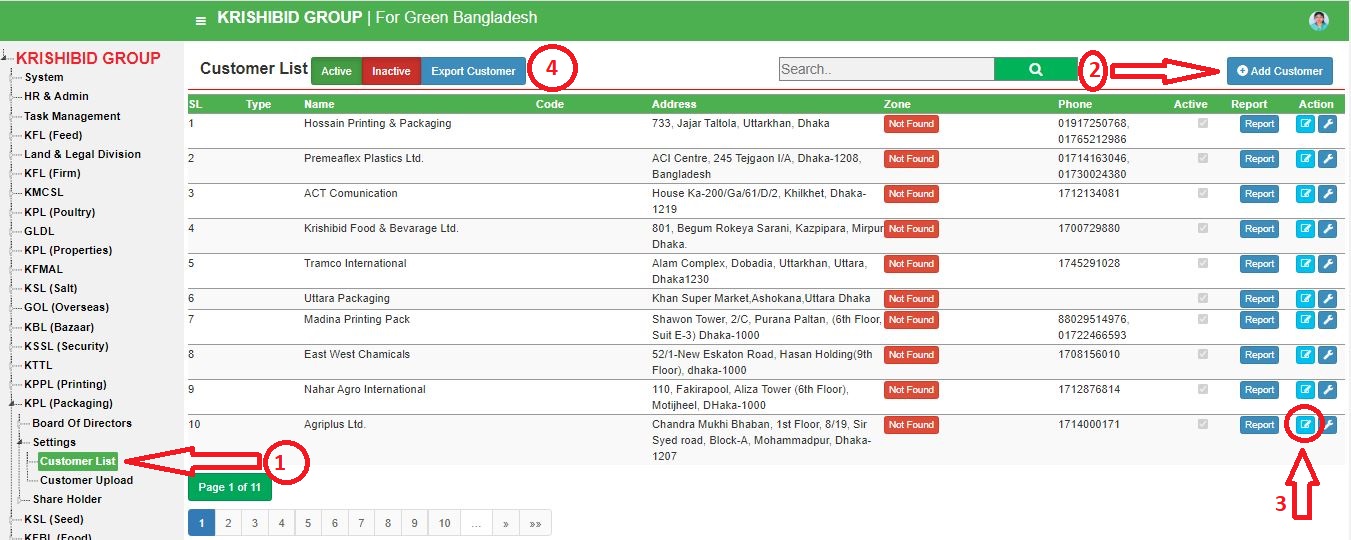 KRISHIBID GROUP | For Green Bangladesh
KRISHIBID GROUP
System
HR & Admin
Task Management
KFL (Feed)
Land & Legal Division
KFL (Firm)
KMCSL
KPL (Poultry)
GLDL
KPL (Properties)
KFMAL
KSL (Salt)
GOL (Overseas)
KBL (Bazaar)
KSSL (Security)
KTTL
KPPL (Printing)
KPL (Packaging)
Board Of Directors
Settings
Customer List
Customer Upload
Share Holder
KSL (Seed)
KFBL (Food)
1
Customer List Active Inactive Export Customer 4 Search.. 2 Add Customer
SL Type Name Code Address Zone Phone Active Report Action
1 Hossain Printing & Packaging 733, Jajar Taltola, Uttarkhan, Dhaka Not Found 01917250768, Report
01765212986
2 Premeaflex Plastics Ltd. ACI Centre, 245 Tejgaon I/A, Dhaka-1208, Not Found 01714163046, Report
Bangladesh 01730024380
3 ACT Comunication House Ka-200/Ga/61/D/2, Khilkhet, Dhaka- Not Found 1712134081 Report
1219
4 Krishibid Food & Bevarage Ltd. 801, Begum Rokeya Sarani, Kazpipara, Mirpur Not Found 1700729880 Report
Dhaka.
5 Tramco International Alam Complex, Dobadia, Uttarkhan, Uttara, Not Found 1745291028 Report
Dhaka1230
6 Uttara Packaging Khan Super Market,Ashokana,Uttara Dhaka Not Found Report
7 Madina Printing Pack Shawon Tower, 2/C, Purana Paltan, (6th Floor, Not Found 88029514976, Report
Suit E-3) Dhaka-1000 01722466593
8 East West Chamicals 52/1-New Eskaton Road, Hasan Holding(9th Not Found 1708156010 Report
Floor), dhaka-1000
9 Nahar Agro International 110, Fakirapool, Aliza Tower (6th Floor), Not Found 1712876814 Report
Motijheel, DHaka-1000
10 Agriplus Ltd. Chandra Mukhi Bhaban, 1st Floor, 8/19, Sir Not Found 1714000171 Report
Syed road, Block-A, Mohammadpur, Dhaka-
1207
3
Page 1 of 11
1 2 3 4 5 6 7 8 9 10 ... » »»